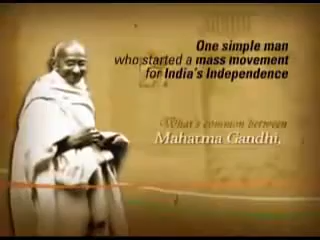 One simple man
who started a mass movement
for India's Independence
What's common between
Mahatma Gandhi,